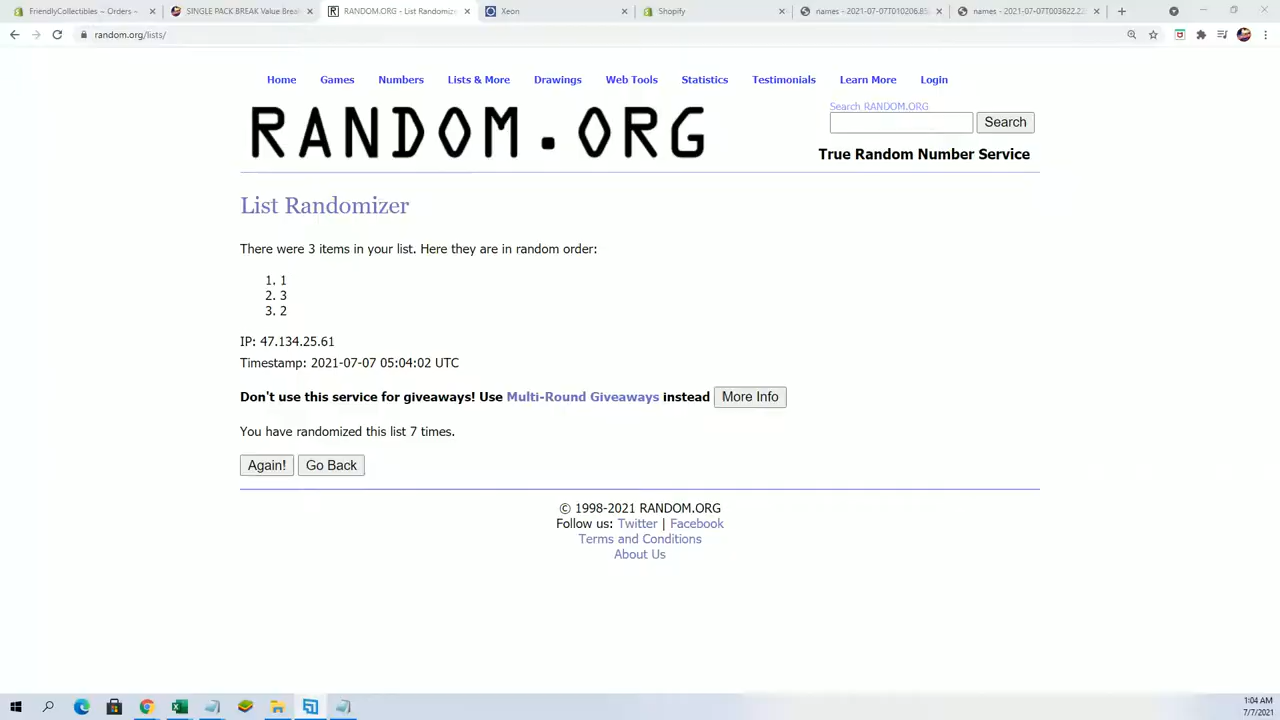 FriendlyCollectibles ~ Orders ~
SINGLE PACK BREAK Value Break
RANDOM.ORG - List Randomizer
Xeon
Shopify
names - 2021-07-07T010206.85
names - 2021-07-07T003622.22
random.org/lists/
Home Games Numbers Lists & More Drawings Web Tools Statistics Testimonials Learn More Login
RANDOM.ORG
Search RANDOM.ORG
Search
True Random Number Service
List Randomizer
There were 3 items in your list. Here they are in random order:
1. 1
2. 3
3. 2
IP: 47.134.25.61
Timestamp: 2021-07-07 05:04:02 UTC
Don't use this service for giveaways! Use Multi-Round Giveaways instead More Info
You have randomized this list 7 times.
Again! Go Back
© 1998-2021 RANDOM.ORG
Follow us: Twitter | Facebook
Terms and Conditions
About Us
1:04 AM
7/7/2021